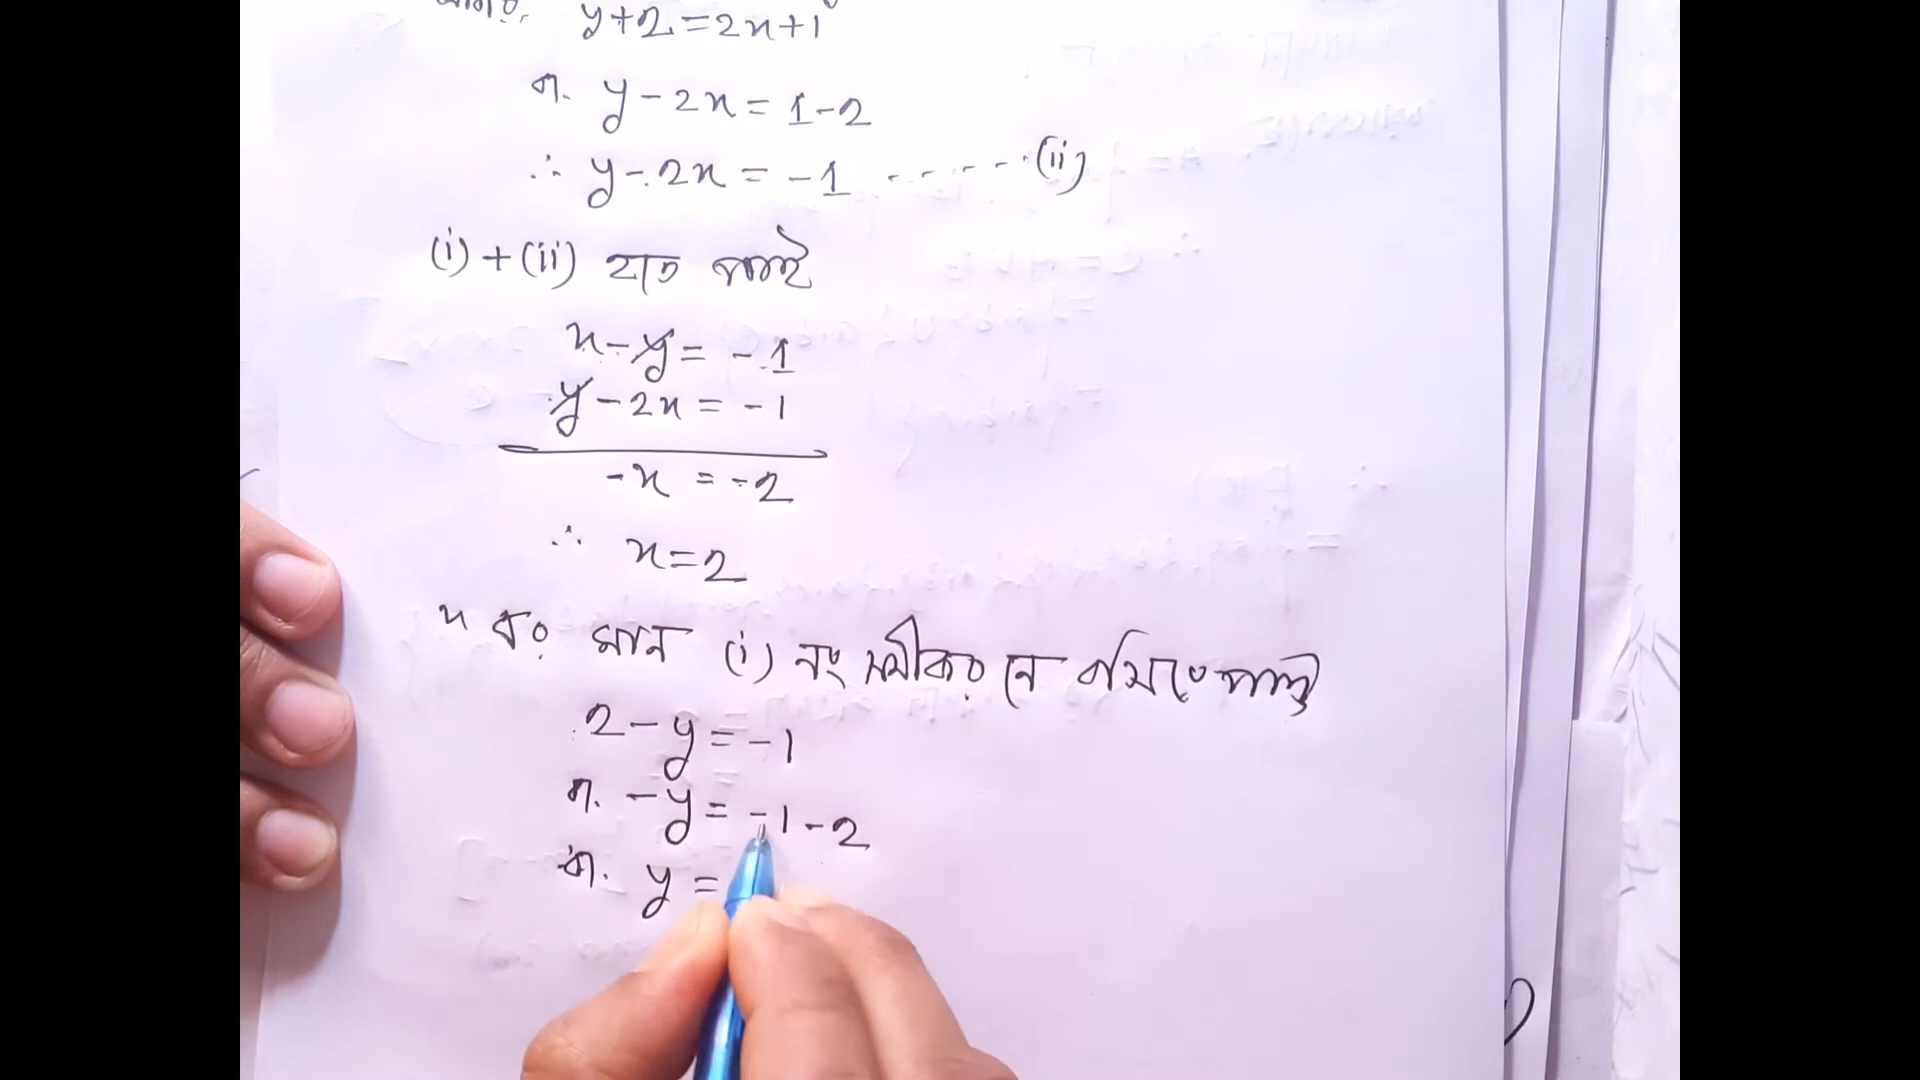 y+2=2x+1
বা, y-2x=1-2
∴ y-2x=-1 ------(ii)
(i)+(ii) হতে পাই
x-y=-1
y-2x=-1
-x=-2
∴ x=2
x এর মান (i) নং সমীকরনে বসিয়ে পাই
2-y=-1
বা, -y=-1-2
বা, y=